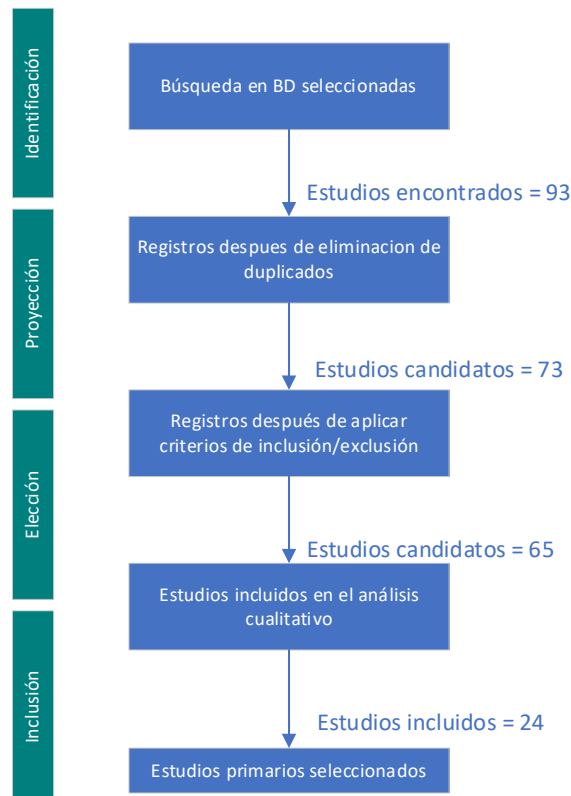 Identificación
Búsqueda en BD seleccionadas
Estudios encontrados = 93
Proyección
Registros despues de eliminacion de
duplicados
Estudios candidatos = 73
Elección
Registros después de aplicar
criterios de inclusión/exclusión
Estudios candidatos = 65
Estudios incluidos en el análisis
cualitativo
Inclusión
Estudios incluidos = 24
Estudios primarios seleccionados